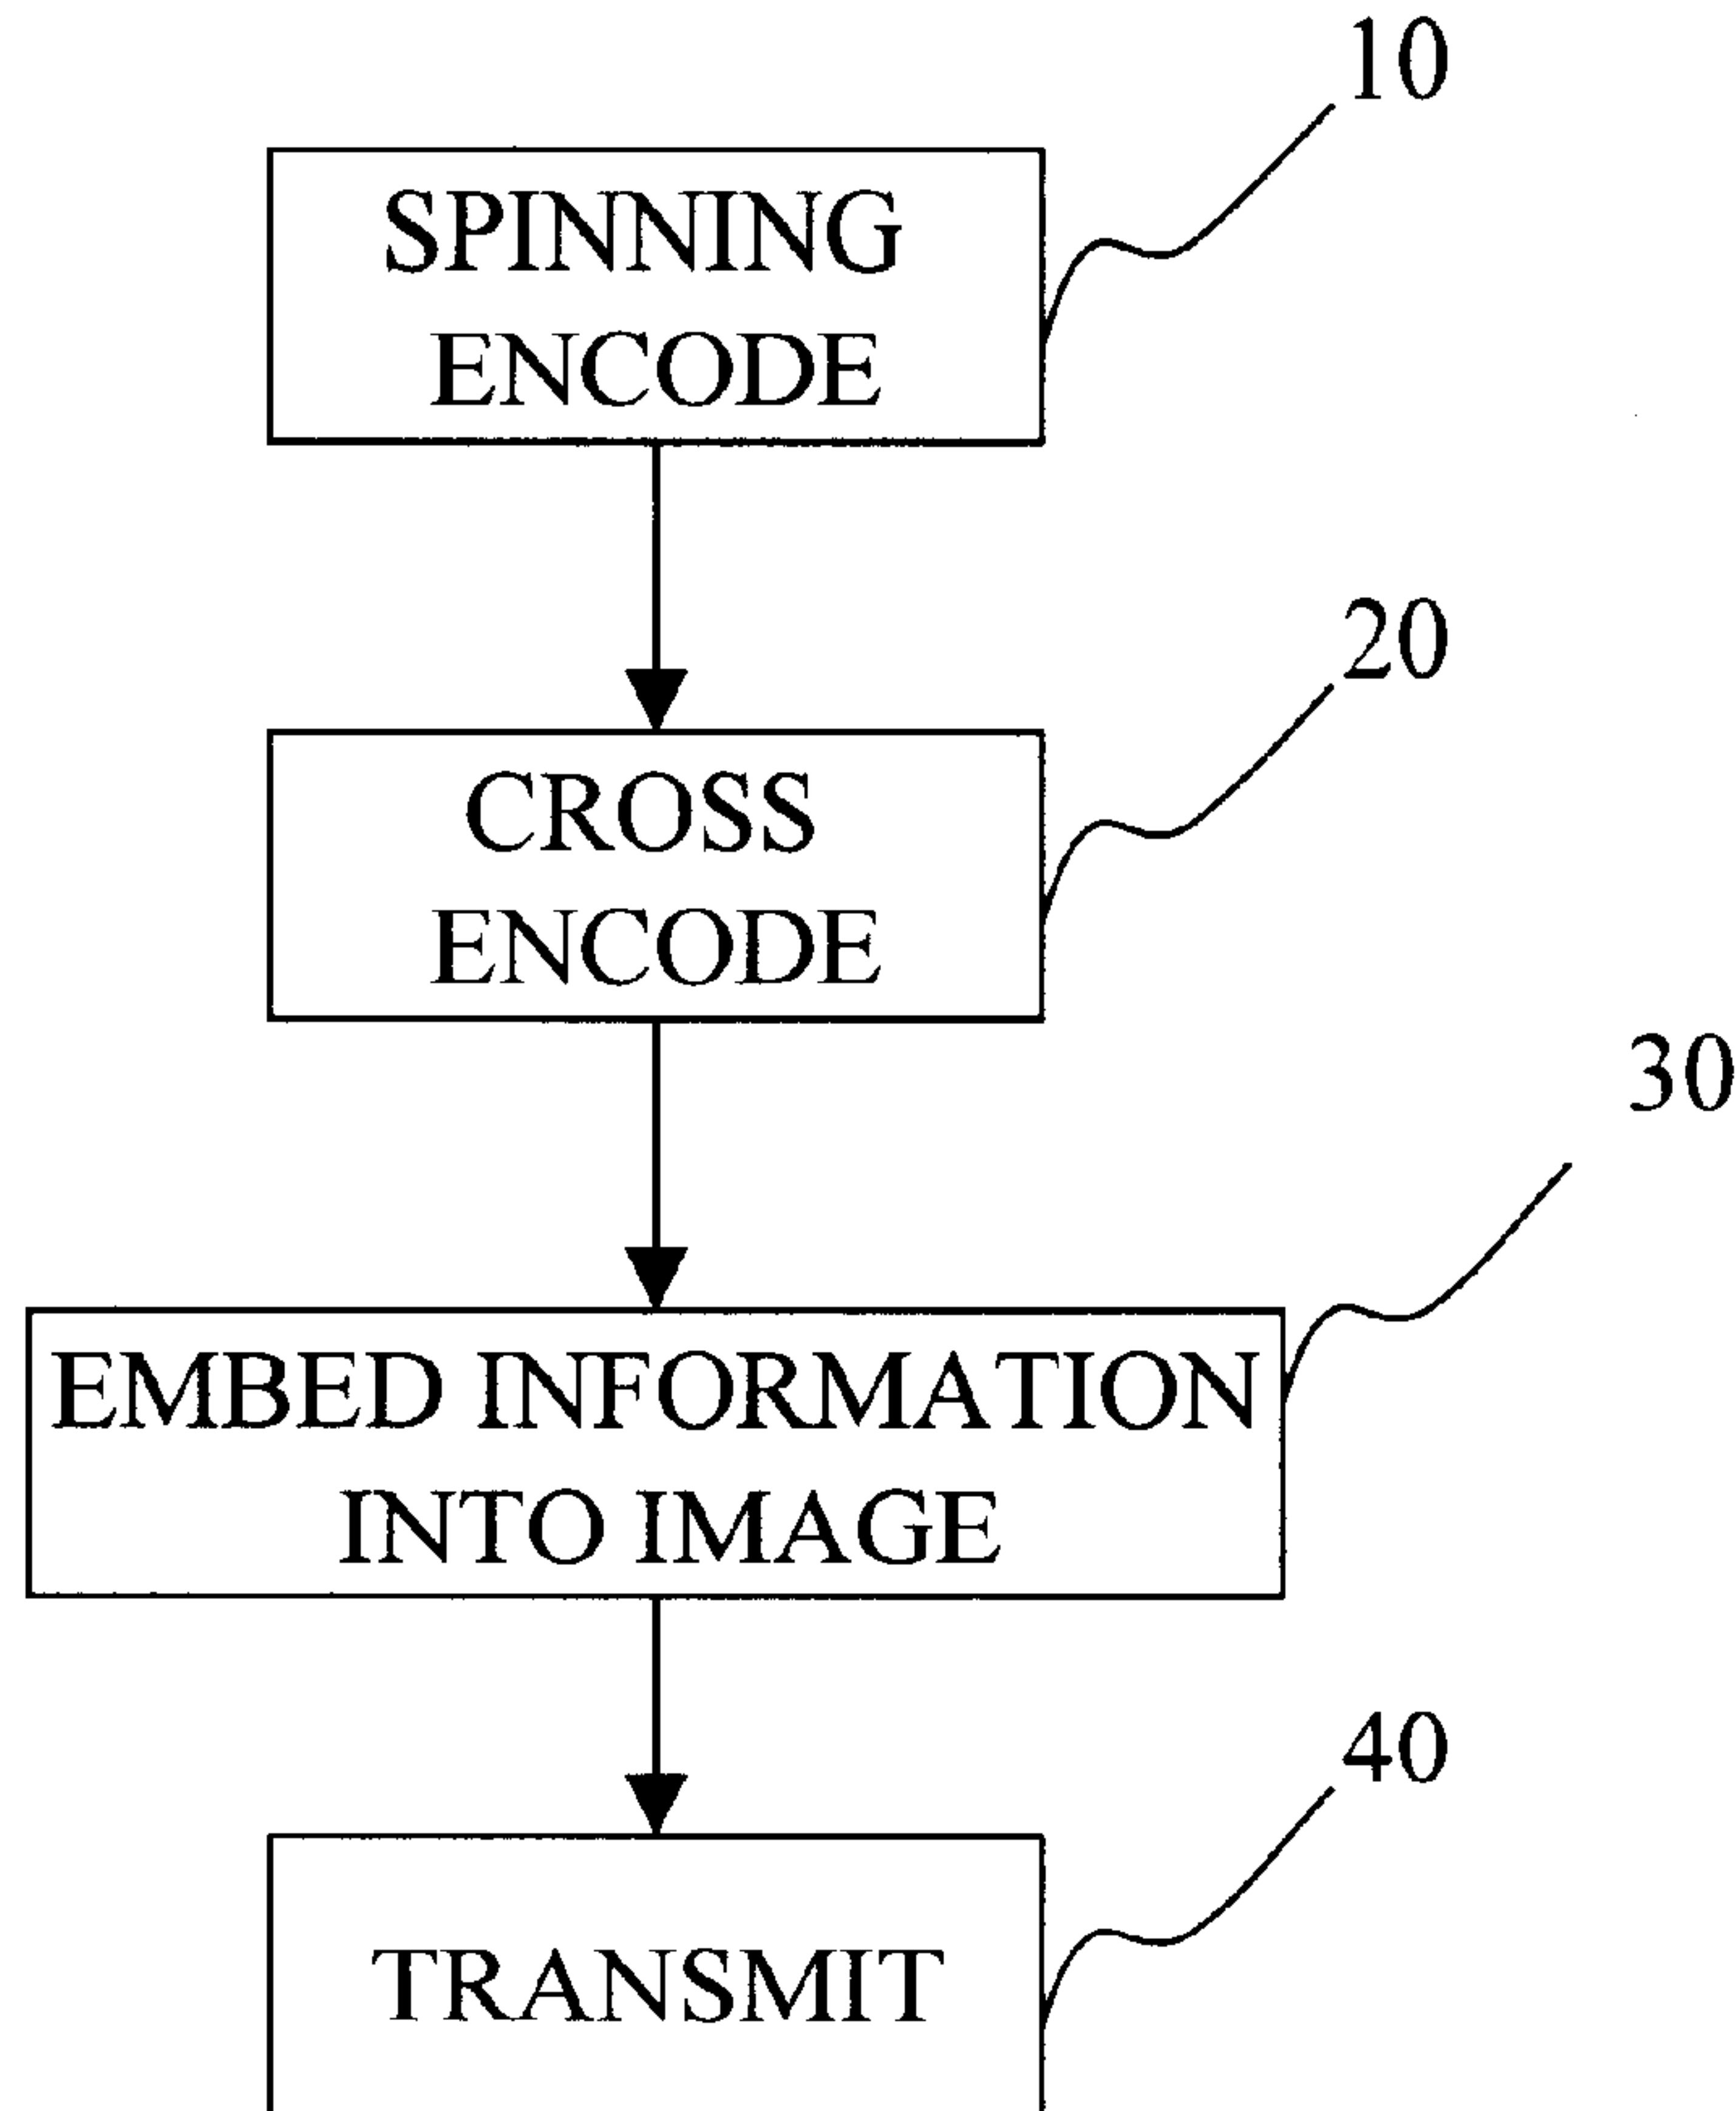 10
SPINNING
ENCODE
20
CROSS
ENCODE
30
EMBED INFORMATION
INTO IMAGE
40
TRANSMIT